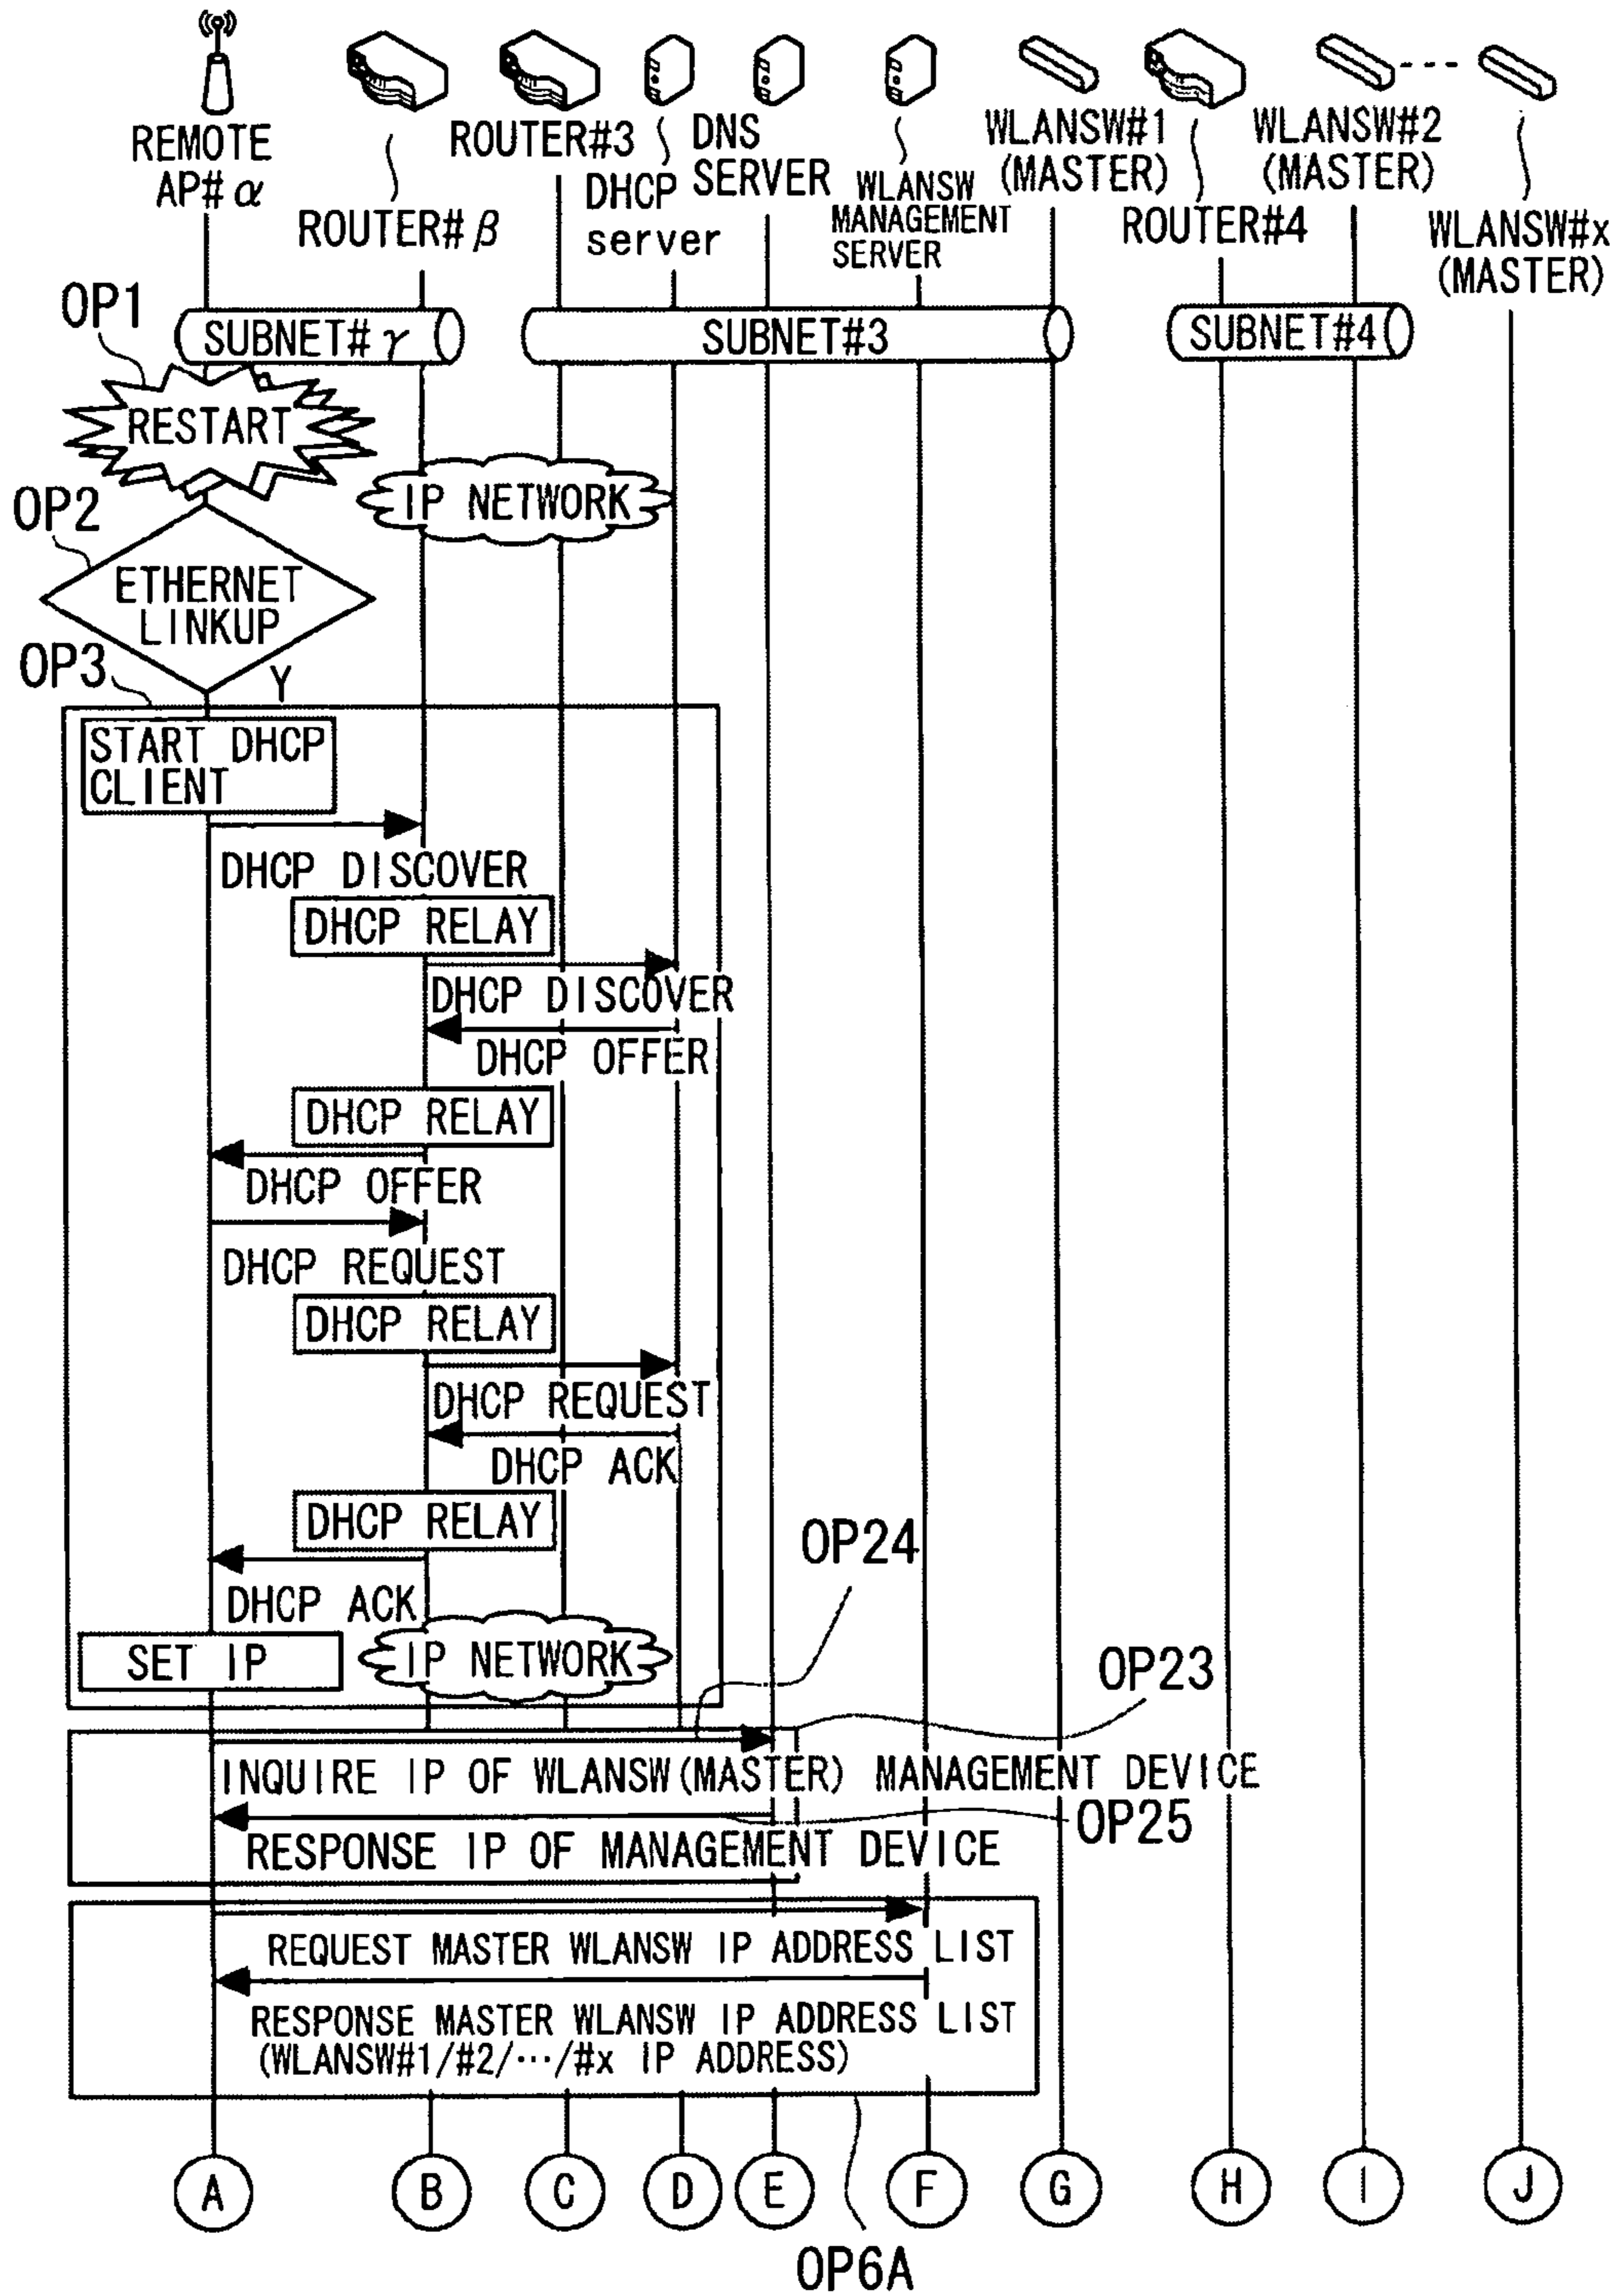 REMOTE
AP#α
ROUTER#β
ROUTER#3
DHCP
server
DNS
SERVER
WLANSW
MANAGEMENT
SERVER
WLANSW#1
(MASTER)
ROUTER#4
WLANSW#2
(MASTER)
WLANSW#x
(MASTER)
OP1
SUBNET#γ
SUBNET#3
SUBNET#4
RESTART
IP NETWORK
OP2
ETHERNET
LINKUP
OP3
Y
START DHCP
CLIENT
DHCP DISCOVER
DHCP RELAY
DHCP DISCOVER
DHCP OFFER
DHCP RELAY
DHCP OFFER
DHCP REQUEST
DHCP RELAY
DHCP REQUEST
DHCP ACK
DHCP RELAY
OP24
DHCP ACK
SET IP
IP NETWORK
OP23
INQUIRE IP OF WLANSW(MASTER) MANAGEMENT DEVICE
OP25
RESPONSE IP OF MANAGEMENT DEVICE
REQUEST MASTER WLANSW IP ADDRESS LIST
RESPONSE MASTER WLANSW IP ADDRESS LIST
(WLANSW#1/#2/···/#x IP ADDRESS)
A B C D E F G H I J
OP6A